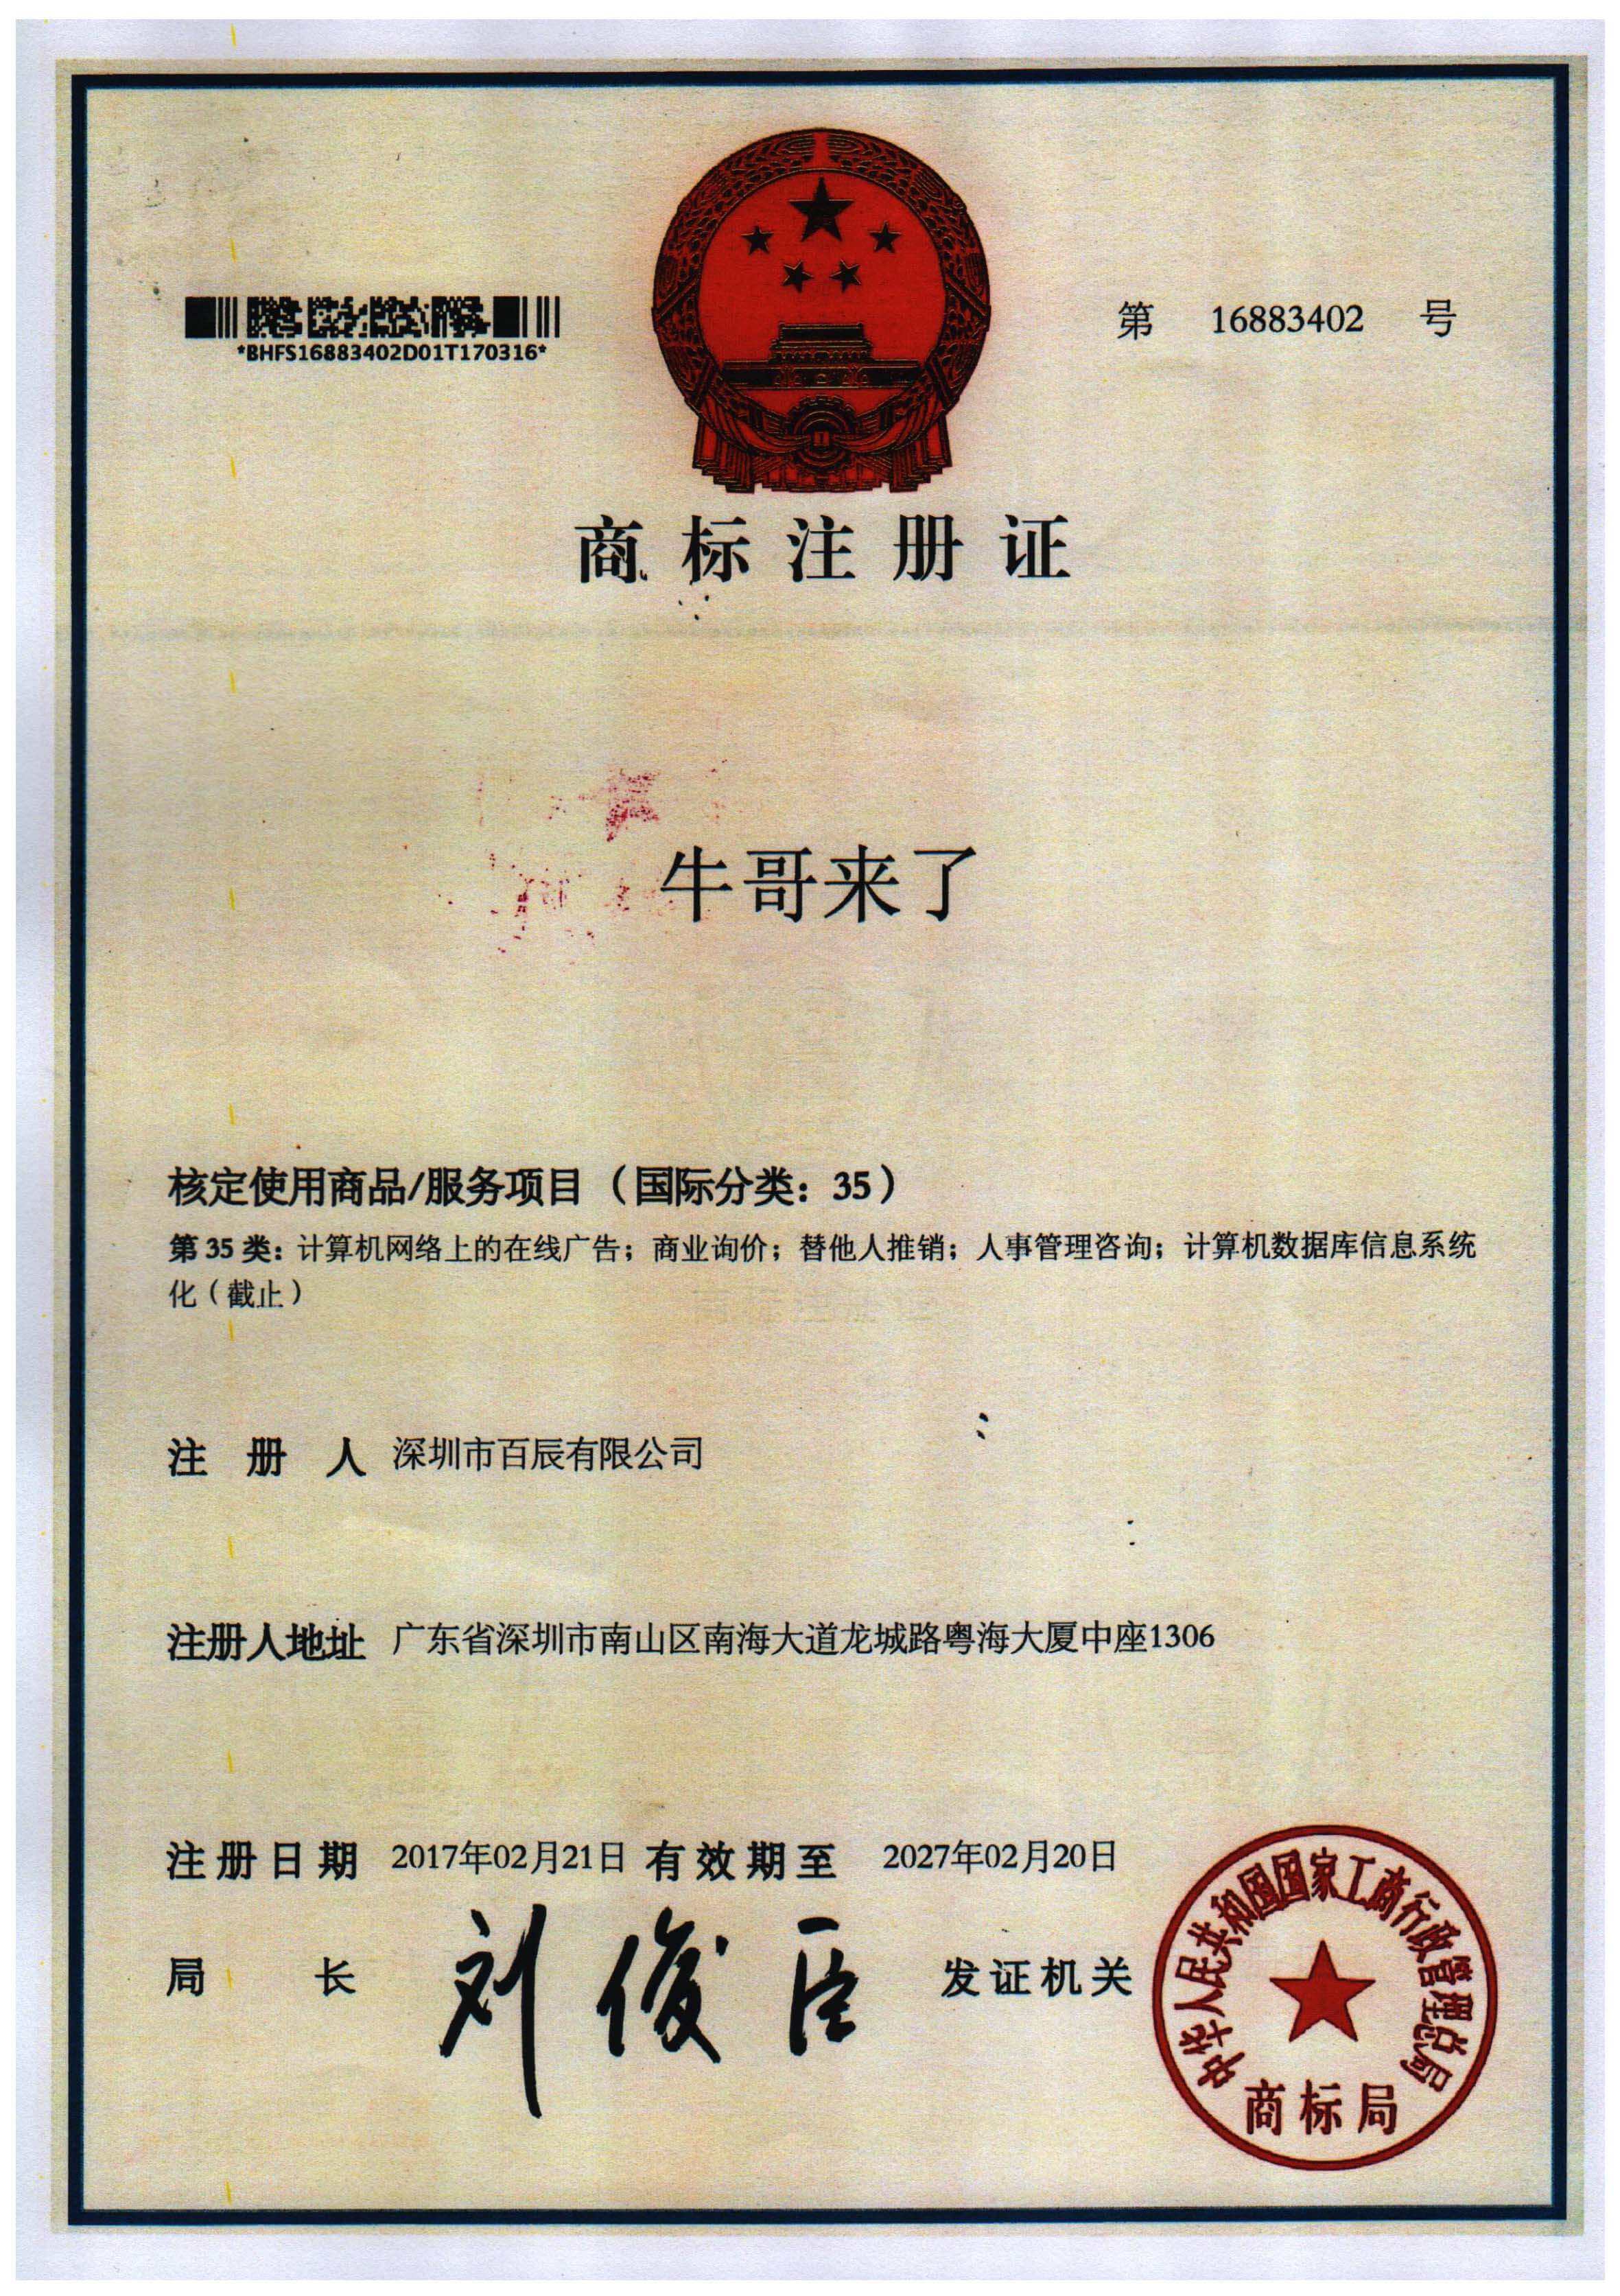 *BHFS16883402D01T170316*
第 16883402 号
商标注册证
牛哥来了
核定使用商品/服务项目（国际分类：35）
第35类：计算机网络上的在线广告；商业询价；替他人推销；人事管理咨询；计算机数据库信息系统
化（截止）
注册人 深圳市百辰有限公司
注册人地址 广东省深圳市南山区南海大道龙城路粤海大厦中座1306
注册日期 2017年02月21日 有效期至 2027年02月20日
局长 刘俊臣 发证机关
中华人民共和国国家工商行政管理总局
商标局